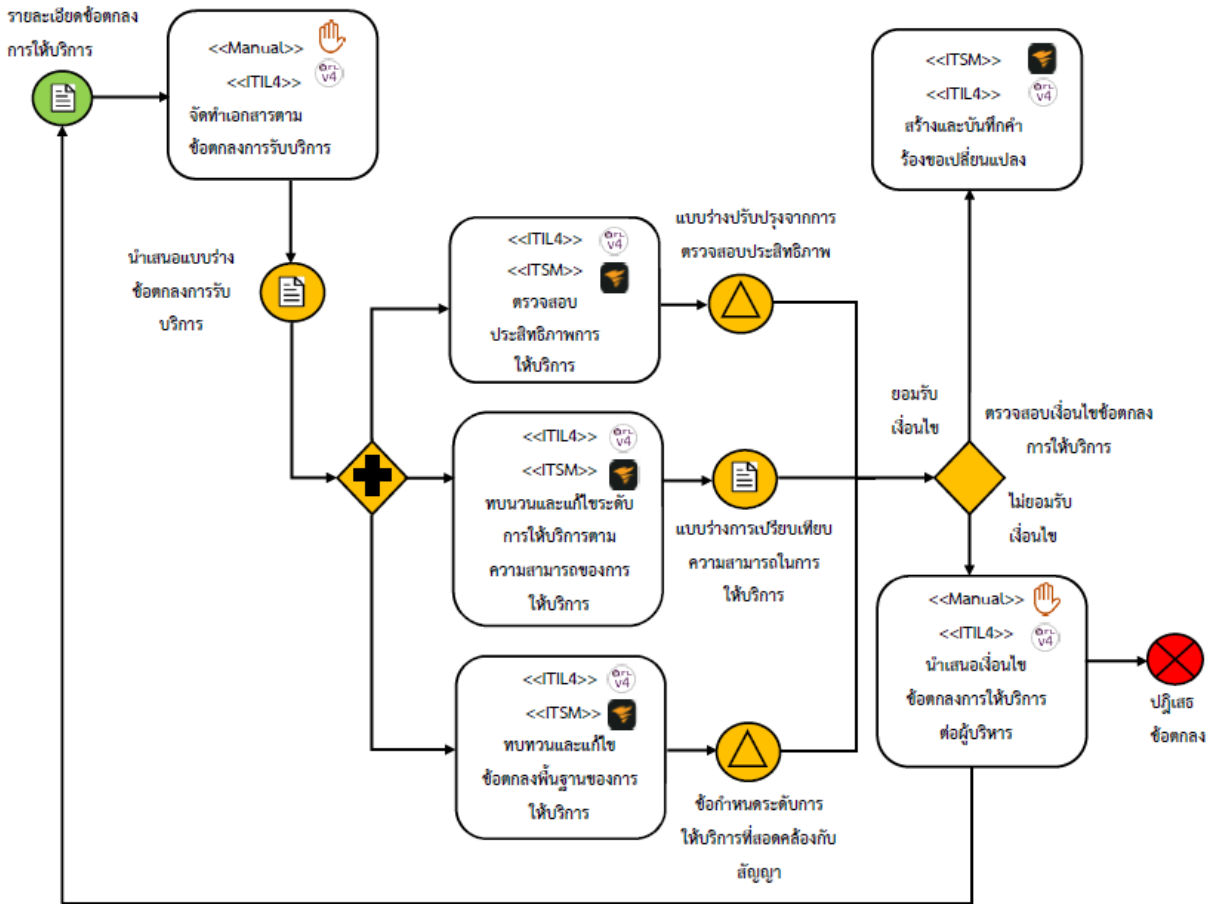 รายละเอียดข้อตกลง
การให้บริการ
<<Manual>>
<<ITIL4>>
จัดทำเอกสารตาม
ข้อตกลงการรับบริการ
นำเสนอแบบร่าง
ข้อตกลงการรับ
บริการ
<<ITIL4>>
<<ITSM>>
ตรวจสอบ
ประสิทธิภาพการ
ให้บริการ
แบบร่างปรับปรุงจากการ
ตรวจสอบประสิทธิภาพ
<<ITIL4>>
<<ITSM>>
ทบนวนและแก้ไขระดับ
การให้บริการตาม
ความสามารถของการ
ให้บริการ
แบบร่างการเปรียบเทียบ
ความสามารถในการ
ให้บริการ
<<ITIL4>>
<<ITSM>>
ทบทวนและแก้ไข
ข้อตกลงพื้นฐานของการ
ให้บริการ
ข้อกำหนดระดับการ
ให้บริการที่สอดคล้องกับ
สัญญา
<<ITSM>>
<<ITIL4>>
สร้างและบันทึกคำ
ร้องขอเปลี่ยนแปลง
ยอมรับ
เงื่อนไข
ตรวจสอบเงื่อนไขข้อตกลง
การให้บริการ
ไม่ยอมรับ
เงื่อนไข
<<Manual>>
<<ITIL4>>
นำเสนอเงื่อนไข
ข้อตกลงการให้บริการ
ต่อผู้บริหาร
ปฎิเสธ
ข้อตกลง